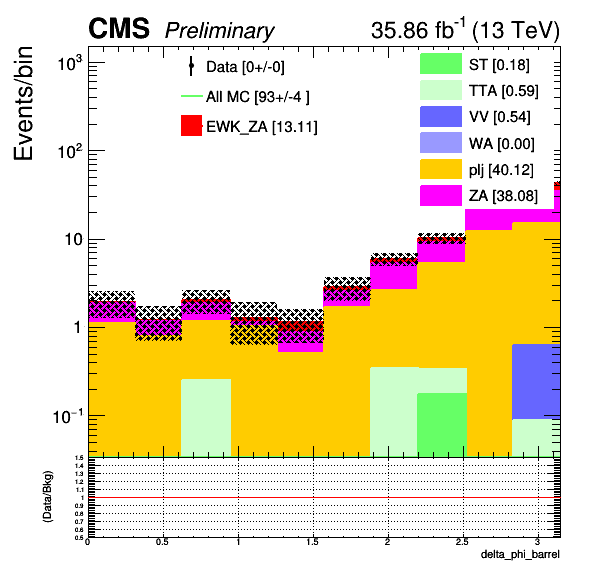 CMS Preliminary 35.86 fb⁻¹ (13 TeV)
Events/bin
10³
10²
10
1
10⁻¹
Data [0+/-0]
All MC [93+/-4 ]
EWK_ZA [13.11]
ST [0.18]
TTA [0.59]
VV [0.54]
WA [0.00]
plj [40.12]
ZA [38.08]
(Data/Bkg)
1.5
1.4
1.3
1.2
1.1
1
0.9
0.8
0.7
0.6
0.5
0 0.5 1 1.5 2 2.5 3
delta_phi_barrel